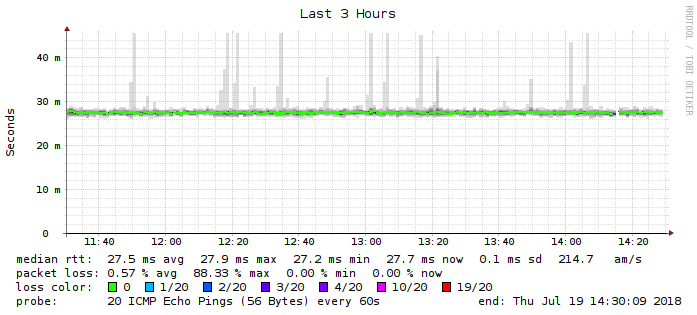 Last 3 Hours
RRDTOOL / TOBI OETIKER
Seconds
40 m
30 m
20 m
10 m
0
11:40 12:00 12:20 12:40 13:00 13:20 13:40 14:00 14:20
median rtt: 27.5 ms avg 27.9 ms max 27.2 ms min 27.7 ms now 0.1 ms sd 214.7 am/s
packet loss: 0.57 % avg 88.33 % max 0.00 % min 0.00 % now
loss color: 0 1/20 2/20 3/20 4/20 10/20 19/20
probe: 20 ICMP Echo Pings (56 Bytes) every 60s end: Thu Jul 19 14:30:09 2018